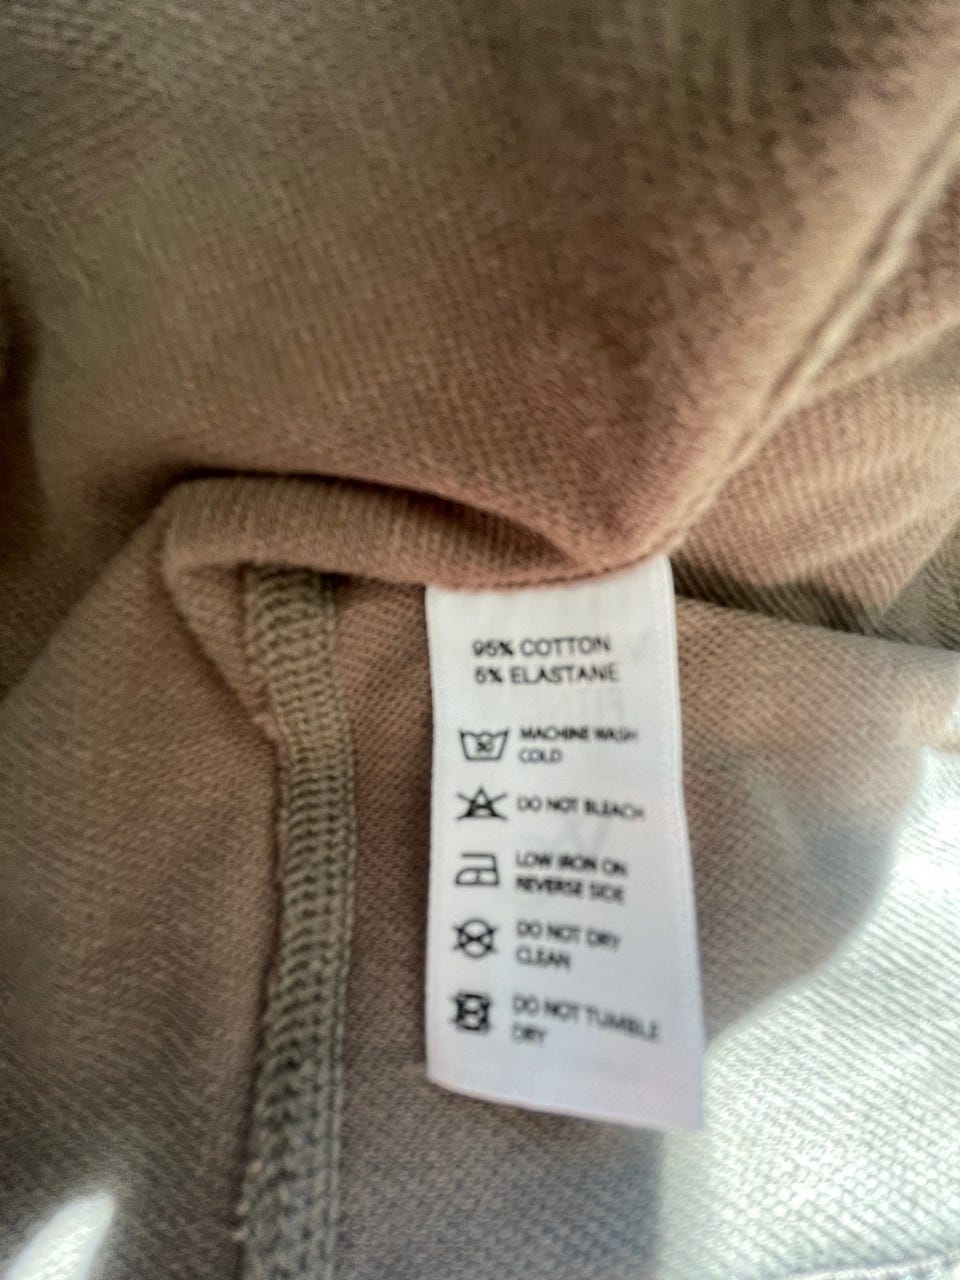 95% COTTON
5% ELASTANE
MACHINE WASH
COLD
DO NOT BLEACH
LOW IRON ON
REVERSE SIDE
DO NOT DRY
CLEAN
DO NOT TUMBLE
DRY